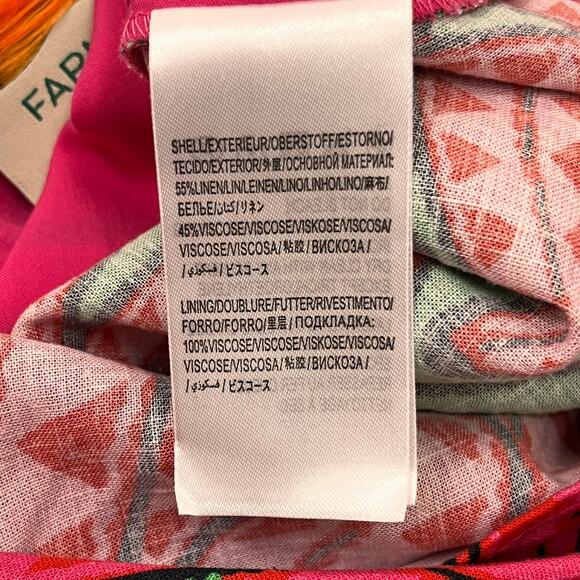 FARM
SHELL/EXTERIEUR/OBERSTOFF/ESTORNO/
TECIDO/EXTERIOR/外层/ОСНОВНОЙ МАТЕРИАЛ:
55%LINEN/LIN/LEINEN/LINO/LINHO/LINO/麻布/
БЕЛЬЕ/كتان/リネン
45%VISCOSE/VISCOSE/VISKOSE/VISCOSA/
VISCOSE/VISCOSA/粘胶/ВИСКОЗА/
/فسكوزي/ビスコース
LINING/DOUBLURE/FUTTER/RIVESTIMENTO/
FORRO/FORRO/里层/ПОДКЛАДКА:
100%VISCOSE/VISCOSE/VISKOSE/VISCOSA/
VISCOSE/VISCOSA/粘胶/ВИСКОЗА/
/فسكوزي/ビスコース